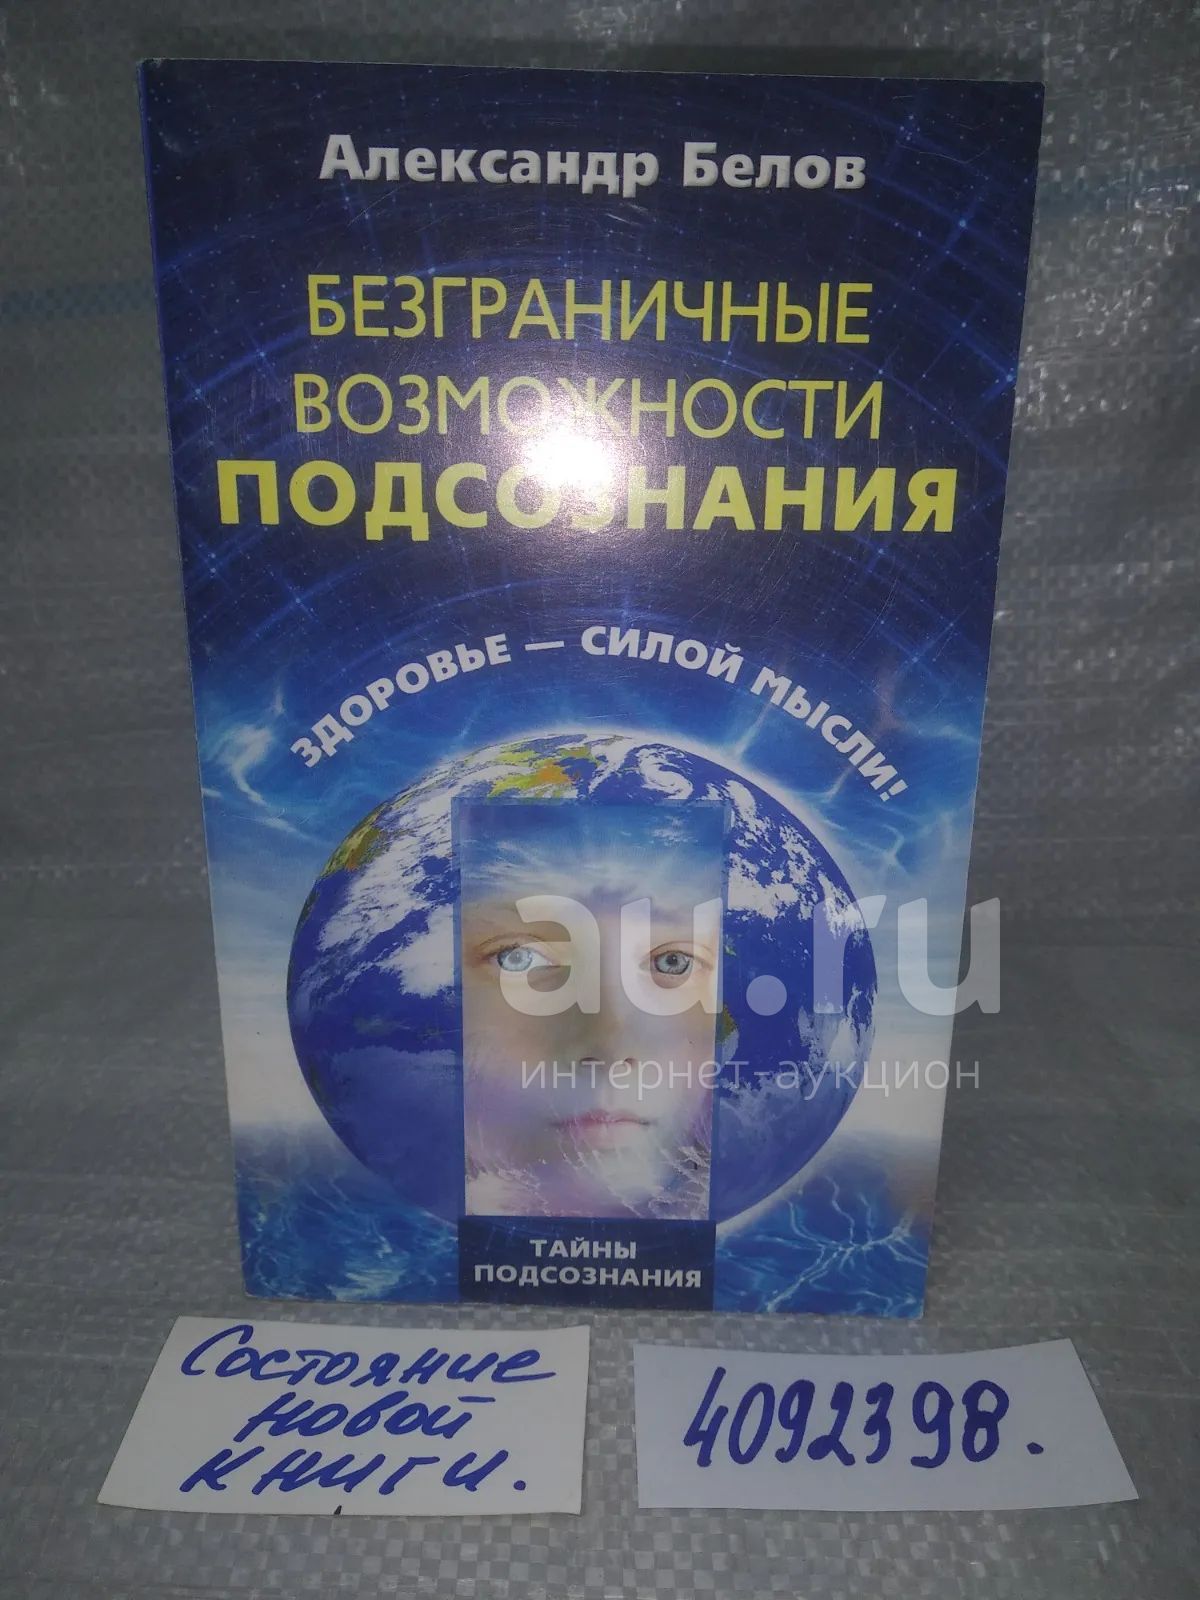 Александр Белов
БЕЗГРАНИЧНЫЕ
ВОЗМОЖНОСТИ
ПОДСОЗНАНИЯ
ЗДОРОВЬЕ — СИЛОЙ МЫСЛИ!
au.ru
интернет-аукцион
ТАЙНЫ
ПОДСОЗНАНИЯ
Состояние
новой
книги.
4092398.